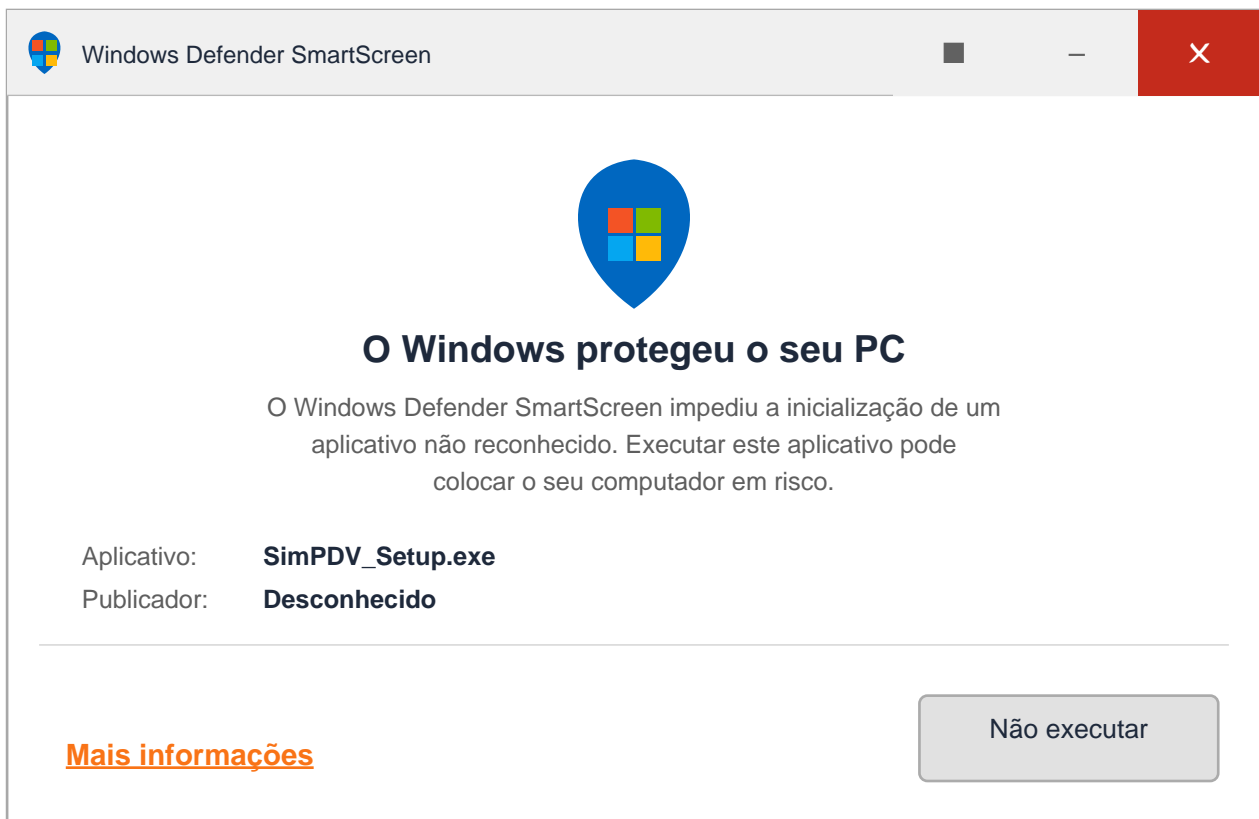 Windows Defender SmartScreen
O Windows protegeu o seu PC
O Windows Defender SmartScreen impediu a inicialização de um
aplicativo não reconhecido. Executar este aplicativo pode
colocar o seu computador em risco.
Aplicativo: SimPDV_Setup.exe
Publicador: Desconhecido
Mais informações
Não executar